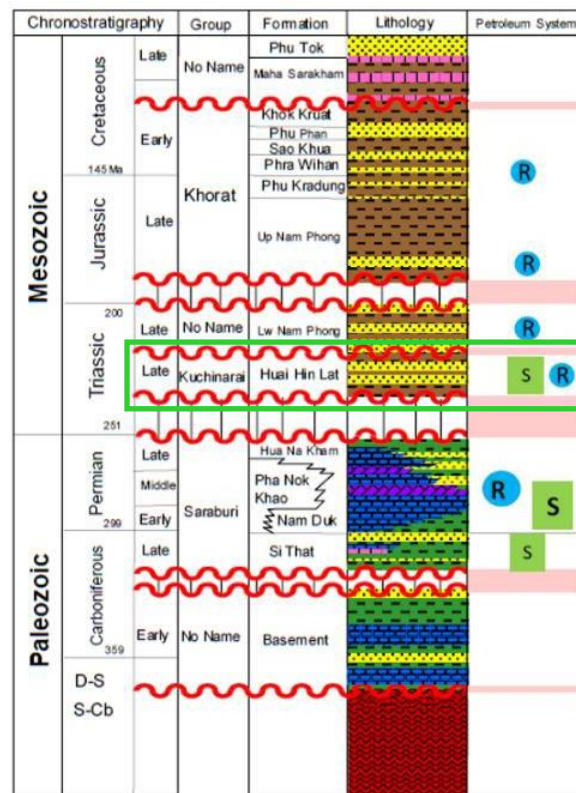 Chronostratigraphy Group Formation Lithology Petroleum System
Mesozoic
Cretaceous
Late
No Name
Phu Tok
Maha Sarakham
Early
Khorat
Khok Kruat
Phu Phan
Sao Khua
Phra Wihan
R
145 Ma
Phu Kradung
Jurassic
Late
Up Nam Phong
R
200
Triassic
Late
No Name
Lw Nam Phong
R
Late
Kuchinarai
Huai Hin Lat
S
R
251
Paleozoic
Permian
Late
Saraburi
Hua Na Kham
Middle
Pha Nok
Khao
R
Early
Nam Duk
S
299
Carboniferous
Late
Si That
S
Early
No Name
Basement
359
D-S
S-Cb